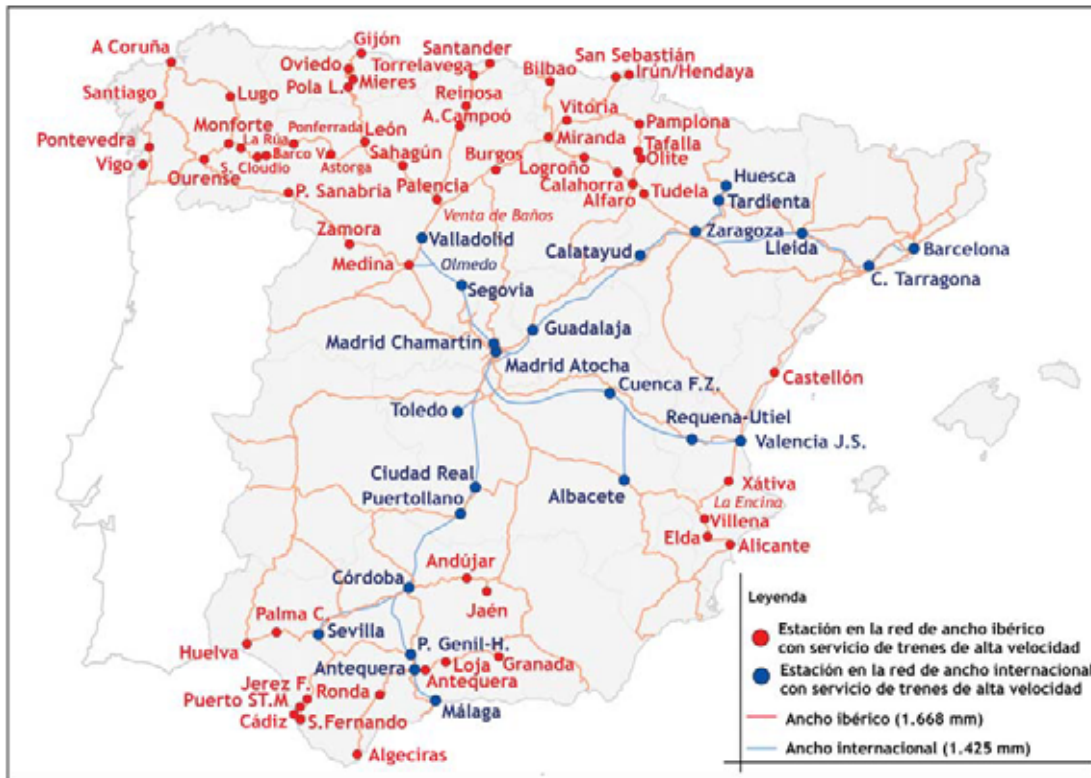 Gijón
A Coruña
Oviedo
Santander
Torrelavega
San Sebastián
Bilbao
Irún/Hendaya
Pola L.
Mieres
Santiago
Lugo
Reinosa
Vitoria
A.Campoó
Pamplona
Monforte
Ponferrada
León
Miranda
Tafalla
Pontevedra
La Rúa
Olite
Barco V.
Sahagún
Burgos
Logroño
Vigo
S. Cloudio
Astorga
Ourense
Calahorra
Huesca
P. Sanabria
Palencia
Alfaro
Tudela
Tardienta
Venta de Baños
Zamora
Valladolid
Zaragoza
Calatayud
Lleida
Barcelona
Medina
Olmedo
C. Tarragona
Segovia
Guadalaja
Madrid Chamartín
Madrid Atocha
Castellón
Cuenca F.Z.
Toledo
Requena-Utiel
Valencia J.S.
Ciudad Real
Puertollano
Albacete
Xátiva
La Encina
Villena
Elda
Alicante
Andújar
Córdoba
Jaén
Palma C.
Sevilla
P. Genil-H.
Huelva
Antequera
Loja
Granada
Antequera
Jerez F.
Ronda
Puerto ST.M
Málaga
Cádiz
S.Fernando
Algeciras
Leyenda
Estación en la red de ancho ibérico
con servicio de trenes de alta velocidad
Estación en la red de ancho internacional
con servicio de trenes de alta velocidad
Ancho ibérico (1.668 mm)
Ancho internacional (1.425 mm)